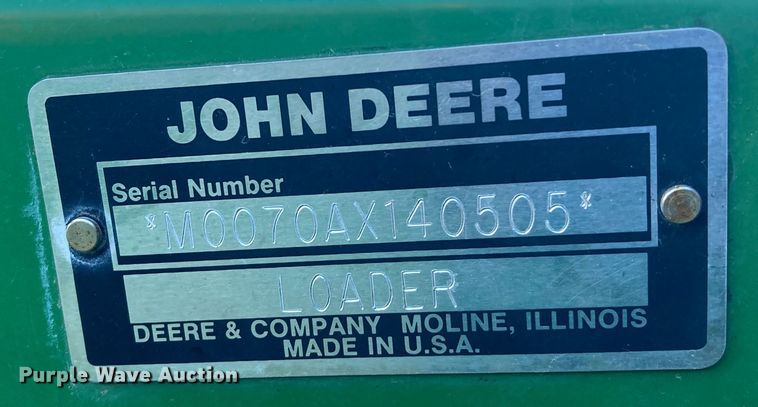 JOHN DEERE
Serial Number
*M0070AX140505*
LOADER
DEERE & COMPANY MOLINE, ILLINOIS
MADE IN U.S.A.
Purple Wave Auction